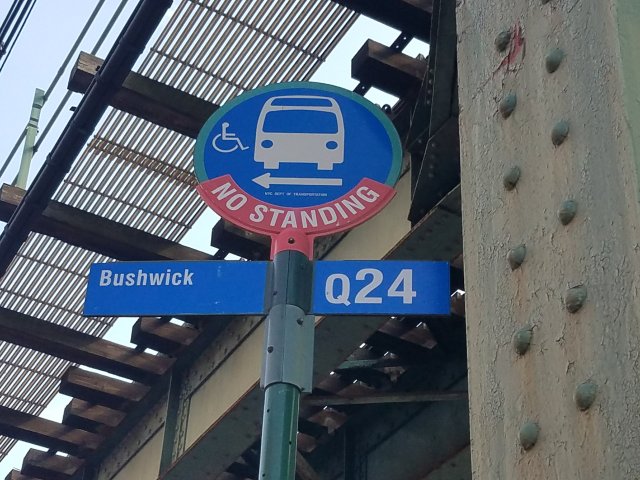 NYC DEPT OF TRANSPORTATION
NO STANDING
Bushwick
Q24